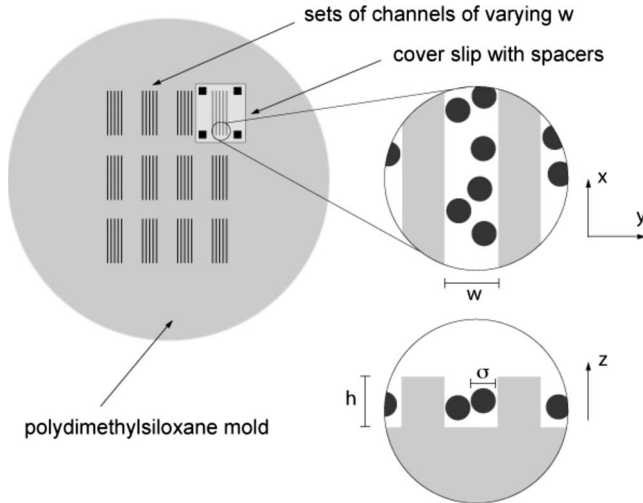 sets of channels of varying w
cover slip with spacers
x
y
w
σ
z
h
polydimethylsiloxane mold